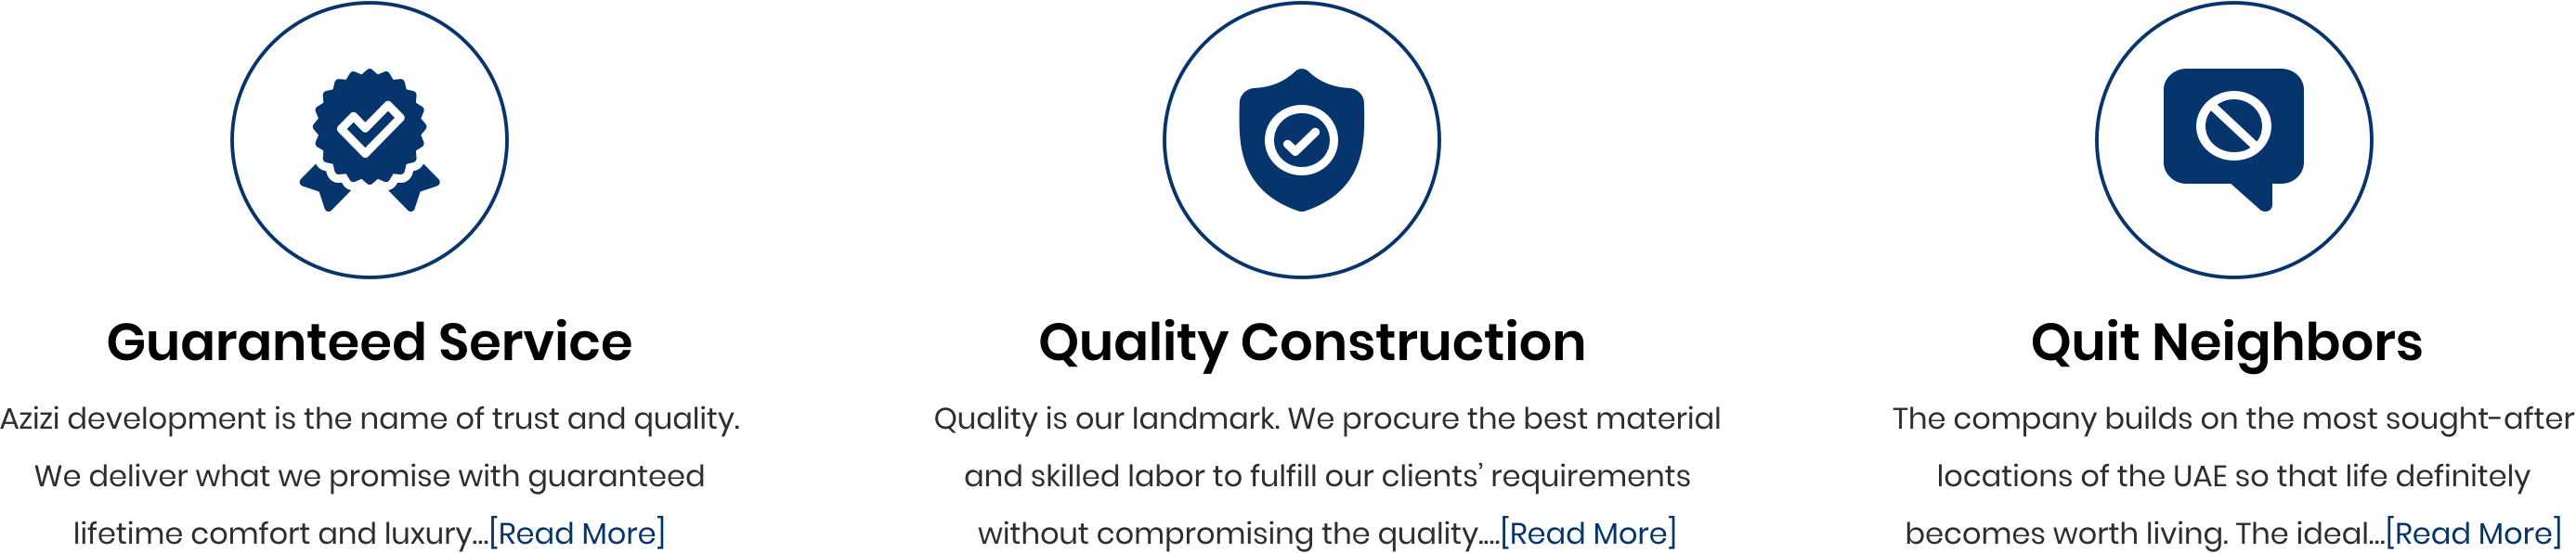 Guaranteed Service
Azizi development is the name of trust and quality.
We deliver what we promise with guaranteed
lifetime comfort and luxury...[Read More]
Quality Construction
Quality is our landmark. We procure the best material
and skilled labor to fulfill our clients’ requirements
without compromising the quality....[Read More]
Quit Neighbors
The company builds on the most sought-after
locations of the UAE so that life definitely
becomes worth living. The ideal...[Read More]